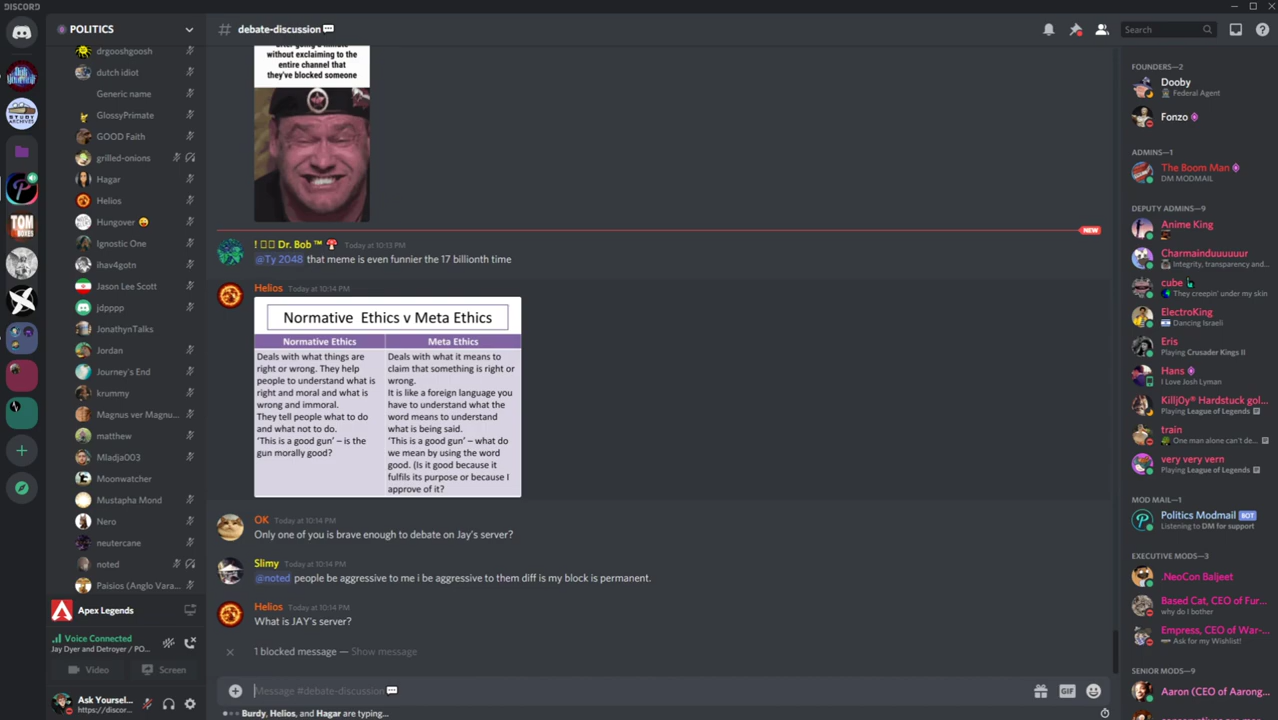 DISCORD
POLITICS
drgooshgoosh
dutch idiot
Generic name
GlossyPrimate
GOOD Faith
grilled-onions
Hagar
Helios
Hungover
Ignostic One
ihav4gotn
Jason Lee Scott
jdpppp
JonathynTalks
Jordan
Journey's End
krummy
Magnus ver Magnu...
matthew
Mladja003
Moonwatcher
Mustapha Mond
Nero
neutercane
noted
Paisios (Anglo Vara...
Apex Legends
Voice Connected
Jay Dyer and Detroyer / PO...
Video Screen
Ask Yoursel...
https://discor...
# debate-discussion
without exclaiming to the
entire channel that
they've blocked someone
NEW
! Dr. Bob ™ Today at 10:13 PM
@Ty 2048 that meme is even funnier the 17 billionth time
Helios Today at 10:14 PM
Normative Ethics v Meta Ethics
Normative Ethics
Deals with what things are
right or wrong. They help
people to understand what is
right and moral and what is
wrong and immoral.
They tell people what to do
and what not to do.
'This is a good gun' – is the
gun morally good?
Meta Ethics
Deals with what it means to
claim that something is right or
wrong.
It is like a foreign language you
have to understand what the
word means to understand
what is being said.
'This is a good gun' – what do
we mean by using the word
good. (Is it good because it
fulfils its purpose or because I
approve of it?
OK Today at 10:14 PM
Only one of you is brave enough to debate on Jay's server?
Slimy Today at 10:14 PM
@noted people be aggressive to me i be aggressive to them diff is my block is permanent.
Helios Today at 10:14 PM
What is JAY's server?
1 blocked message — Show message
Message #debate-discussion
GIF
Burdy, Helios, and Hagar are typing...
Search
FOUNDERS—2
Dooby
Federal Agent
Fonzo
ADMINS—1
The Boom Man
DM MODMAIL
DEPUTY ADMINS—9
Anime King
Charmainduuuuuur
Integrity, transparency and...
cube
They creepin' under my skin
ElectroKing
Dancing Israeli
Eris
Playing Crusader Kings II
Hans
I Love Josh Lyman
Killj0y® Hardstuck gol...
Playing League of Legends
train
One man alone can't de...
very very vern
Playing League of Legends
MOD MAIL—1
Politics Modmail BOT
Listening to DM for support
EXECUTIVE MODS—3
.NeoCon Baljeet
Based Cat, CEO of Fur...
why do I bother
Empress, CEO of War-...
Ask for my Wishlist!
SENIOR MODS—9
Aaron (CEO of Aarong...